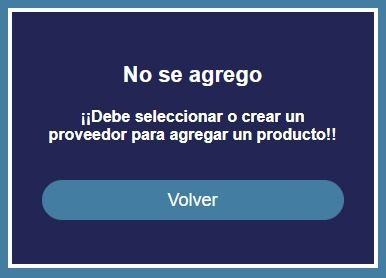 No se agrego
¡¡Debe seleccionar o crear un
proveedor para agregar un producto!!
Volver